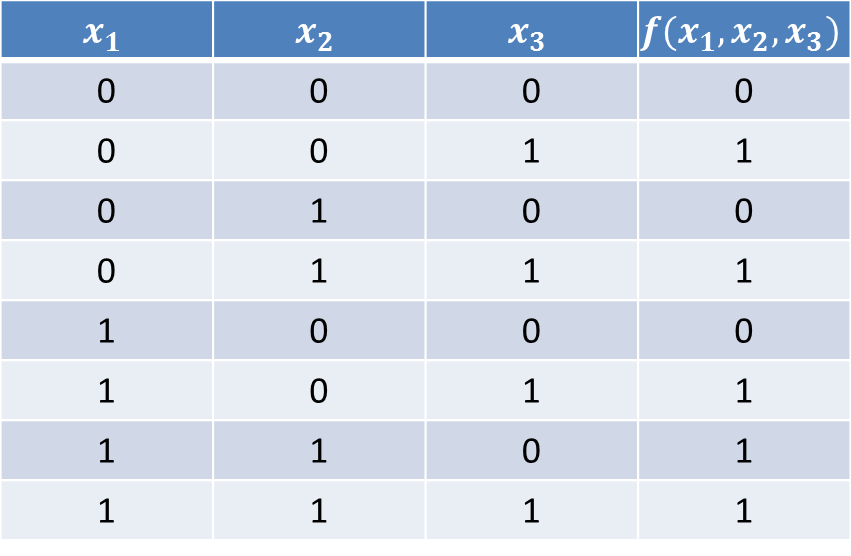 x₁ x₂ x₃ f(x₁, x₂, x₃)
0 0 0 0
0 0 1 1
0 1 0 0
0 1 1 1
1 0 0 0
1 0 1 1
1 1 0 1
1 1 1 1